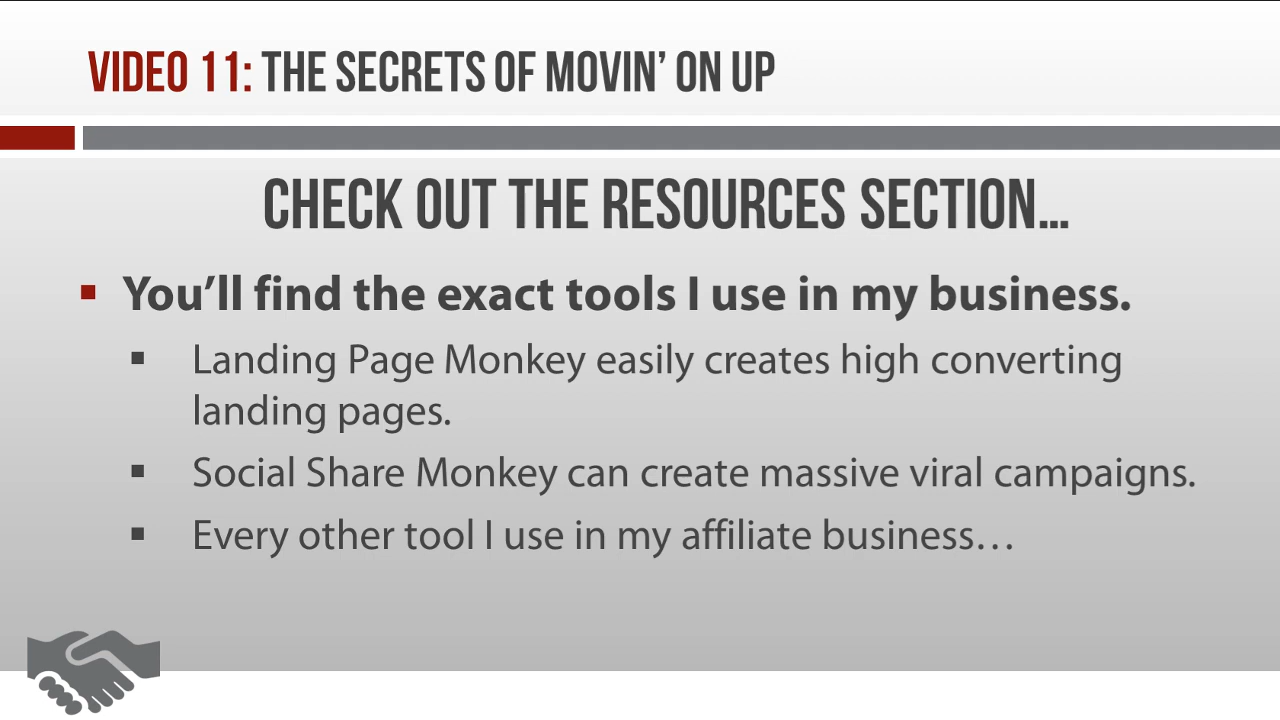 VIDEO 11: THE SECRETS OF MOVIN’ ON UP
CHECK OUT THE RESOURCES SECTION…
▪ You’ll find the exact tools I use in my business.
▪ Landing Page Monkey easily creates high converting
landing pages.
▪ Social Share Monkey can create massive viral campaigns.
▪ Every other tool I use in my affiliate business…